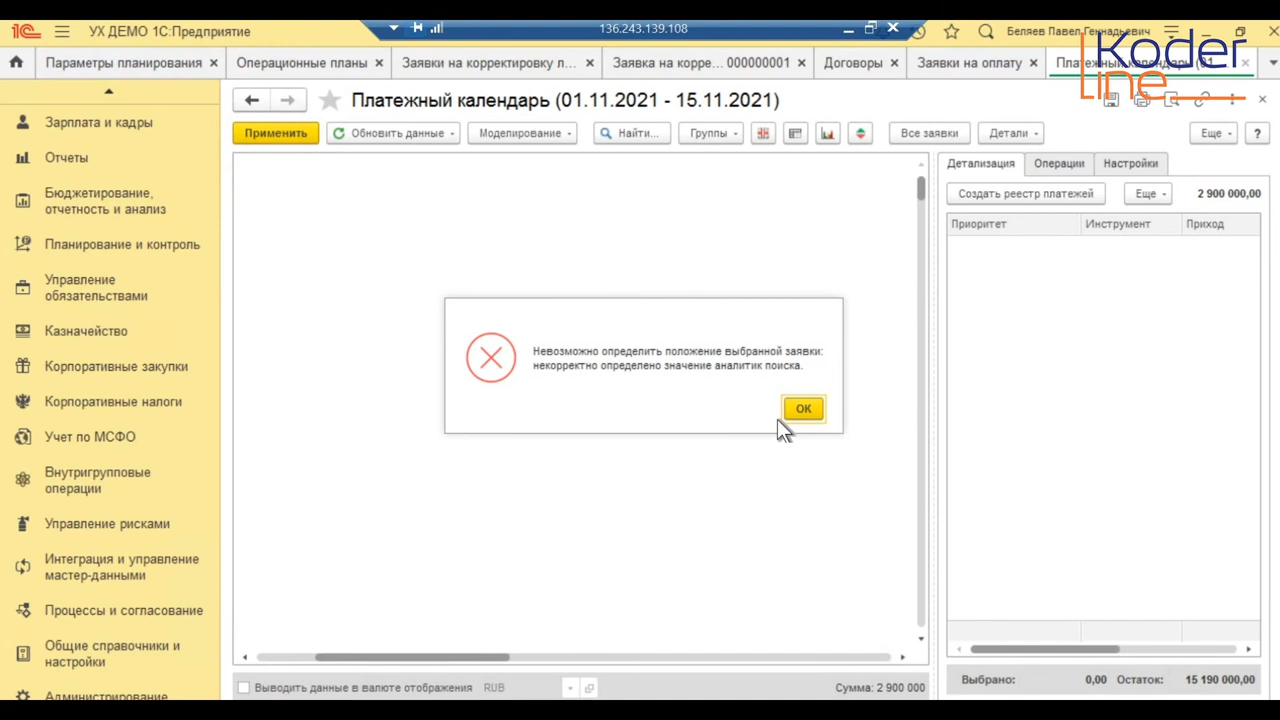 УХ ДЕМО 1С:Предприятие
136.243.139.108
Беляев Павел Геннадьевич
Koder
Line
Параметры планирования
Операционные планы
Заявки на корректировку л...
Заявка на корре... 000000001
Договоры
Заявки на оплату
Платежный календарь (01...
Зарплата и кадры
Отчеты
Бюджетирование,
отчетность и анализ
Планирование и контроль
Управление
обязательствами
Казначейство
Корпоративные закупки
Корпоративные налоги
Учет по МСФО
Внутригрупповые
операции
Управление рисками
Интеграция и управление
мастер-данными
Процессы и согласование
Общие справочники и
настройки
Администрирование
Платежный календарь (01.11.2021 - 15.11.2021)
Применить
Обновить данные
Моделирование
Найти...
Группы
Все заявки
Детали
Еще
?
Невозможно определить положение выбранной заявки:
некорректно определено значение аналитик поиска.
ОК
Выводить данные в валюте отображения
RUB
Сумма: 2 900 000
Детализация
Операции
Настройки
Создать реестр платежей
Еще
2 900 000,00
Приоритет
Инструмент
Приход
Выбрано:
0,00
Остаток:
15 190 000,00